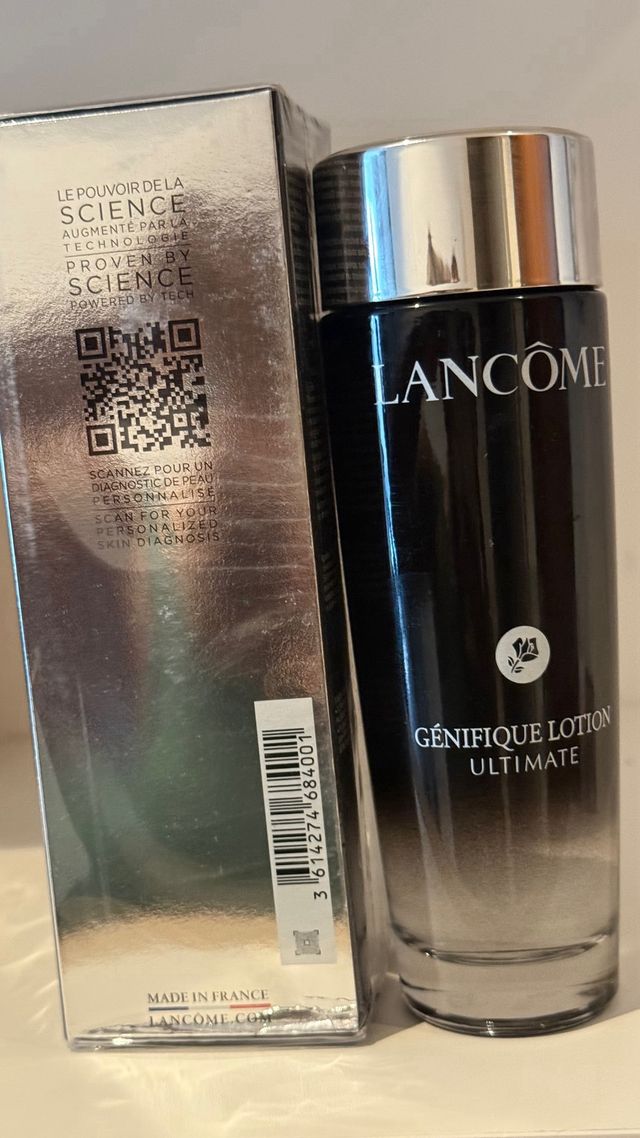 LE POUVOIR DE LA
SCIENCE
AUGMENTÉ PAR LA
TECHNOLOGIE
PROVEN BY
SCIENCE
POWERED BY TECH
SCANNEZ POUR UN
DIAGNOSTIC DE PEAU
PERSONNALISÉ
SCAN FOR YOUR
PERSONALIZED
SKIN DIAGNOSIS
3 614274 684001
MADE IN FRANCE
LANCÔME.COM
LANCÔME
GÉNIFIQUE LOTION
ULTIMATE